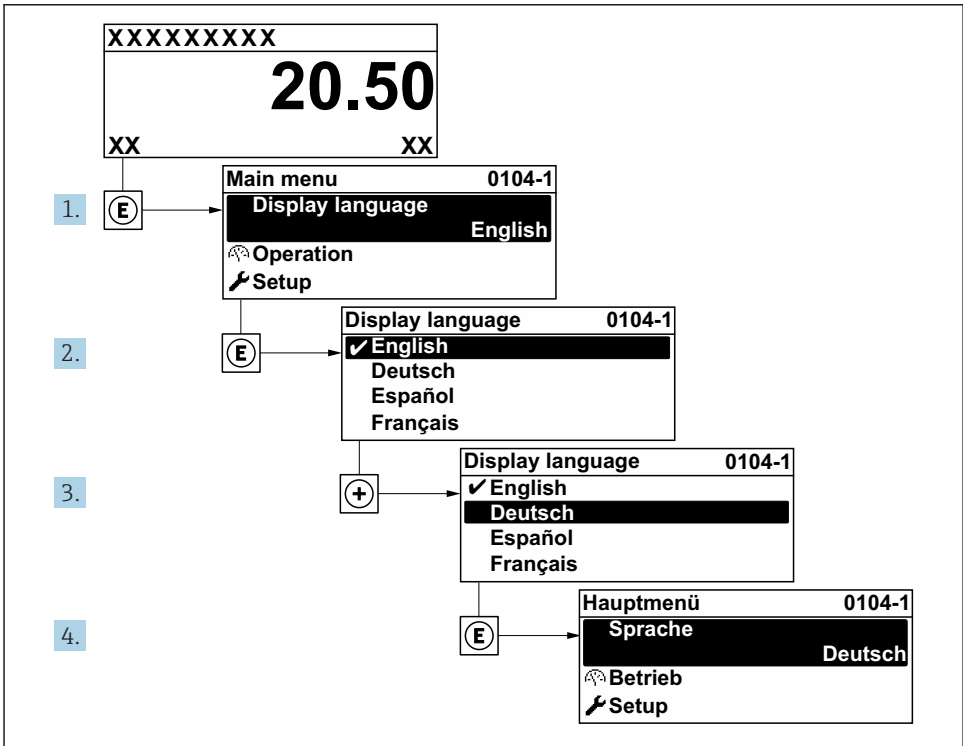 XXXXXXXXX
20.50
XX XX
1. E
Main menu 0104-1
Display language
English
Operation
Setup
2. E
Display language 0104-1
✔English
Deutsch
Español
Français
3. +
Display language 0104-1
✔English
Deutsch
Español
Français
4. E
Hauptmenü 0104-1
Sprache
Deutsch
Betrieb
Setup